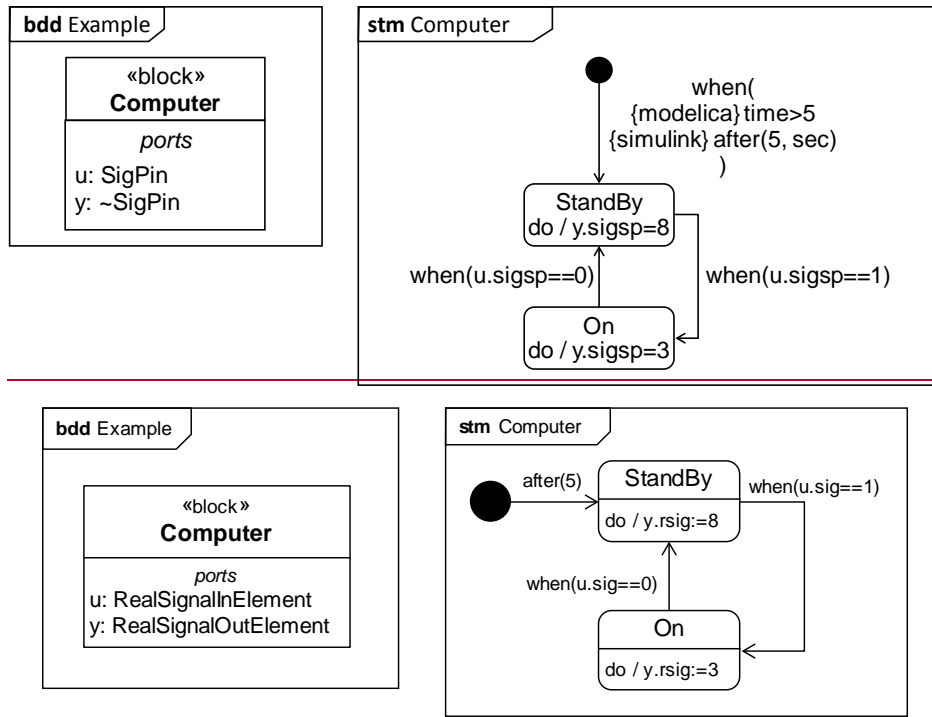 bdd Example
«block»
Computer
ports
u: SigPin
y: ~SigPin
stm Computer
when(
{modelica} time>5
{simulink} after(5, sec)
)
StandBy
do / y.sigsp=8
when(u.sigsp==0)
when(u.sigsp==1)
On
do / y.sigsp=3
bdd Example
«block»
Computer
ports
u: RealSignalInElement
y: RealSignalOutElement
stm Computer
after(5)
StandBy
when(u.sig==1)
do / y.rsig:=8
when(u.sig==0)
On
do / y.rsig:=3